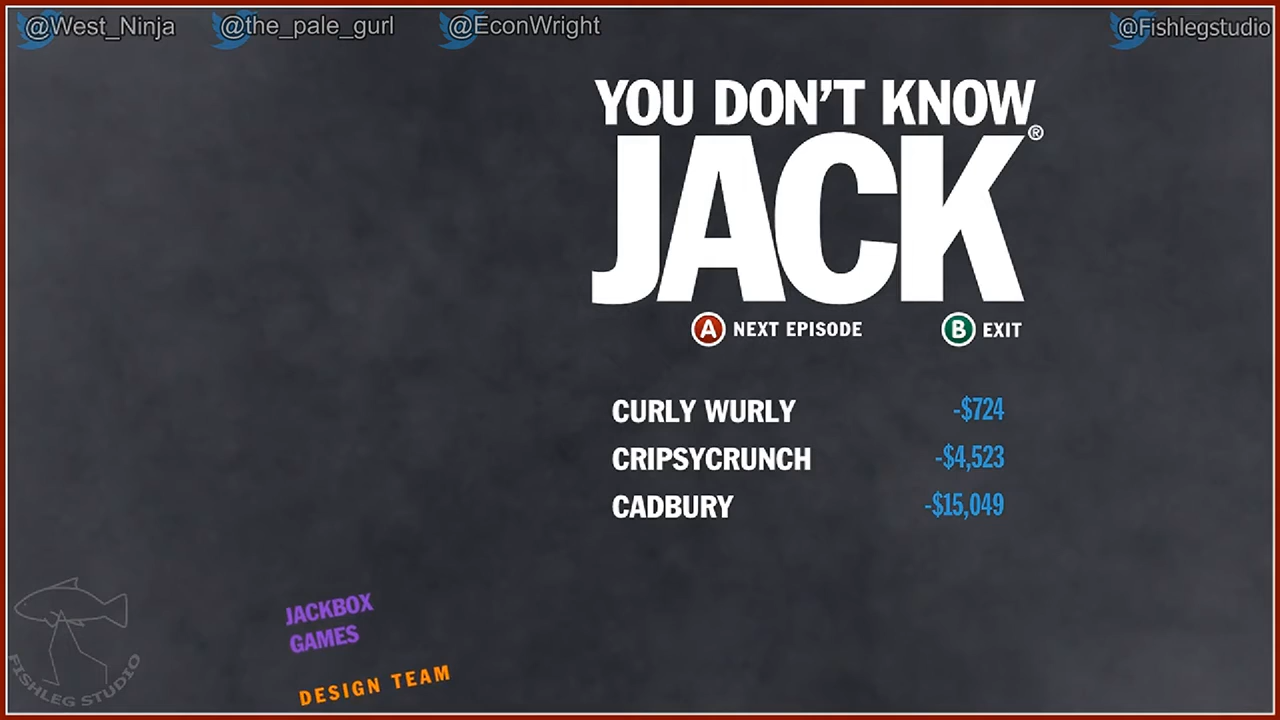 @West_Ninja @the_pale_gurl @EconWright @Fishlegstudio
YOU DON'T KNOW
JACK®
A NEXT EPISODE B EXIT
CURLY WURLY -$724
CRIPSYCRUNCH -$4,523
CADBURY -$15,049
JACKBOX
GAMES
DESIGN TEAM
FISHLEG STUDIO